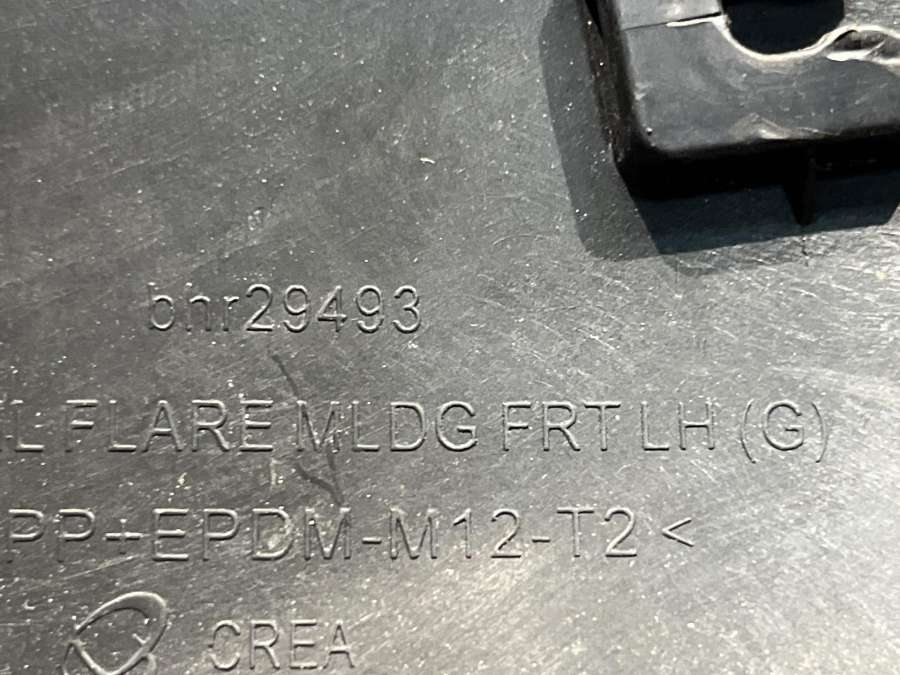 bhr29493
FLARE MLDG FRT LH (G)
PP+EPDM-M12-T2<
CREA